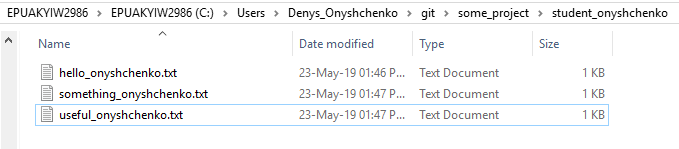 EPUAKYIW2986 > EPUAKYIW2986 (C:) > Users > Denys_Onyshchenko > git > some_project > student_onyshchenko
Name Date modified Type Size
hello_onyshchenko.txt 23-May-19 01:46 P... Text Document 1 KB
something_onyshchenko.txt 23-May-19 01:47 P... Text Document 1 KB
useful_onyshchenko.txt 23-May-19 01:47 P... Text Document 1 KB